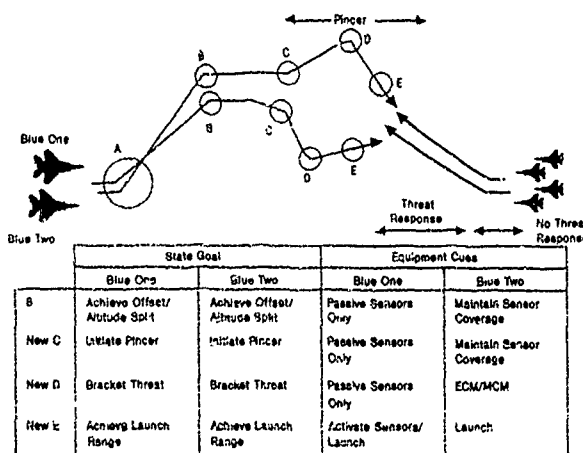 Pincer
B
C
D
E
A
B
C
D
E
Blue One
Blue Two
Threat
Response
No Threat
Response
State Goal
Equipment Cues
Blue One
Blue Two
Blue One
Blue Two
B
Achieve Offset/
Altitude Split
Achieve Offset/
Altitude Split
Passive Sensors
Only
Maintain Sensor
Coverage
New C
Initiate Pincer
Initiate Pincer
Passive Sensors
Only
Maintain Sensor
Coverage
New D
Bracket Threat
Bracket Threat
Passive Sensors
Only
ECM/MCM
New E
Achieve Launch
Range
Achieve Launch
Range
Activate Sensors/
Launch
Launch